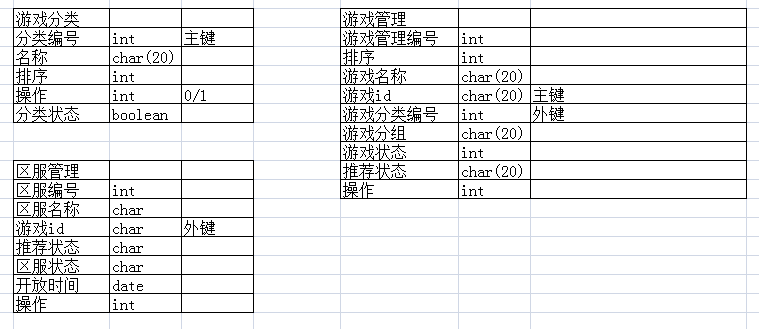 游戏分类
分类编号 int 主键
名称 char(20)
排序 int
操作 int 0/1
分类状态 boolean
游戏管理
游戏管理编号 int
排序 int
游戏名称 char(20)
游戏id char(20) 主键
游戏分类编号 int 外键
游戏分组 char(20)
游戏状态 int
推荐状态 char(20)
操作 int
区服管理
区服编号 int
区服名称 char
游戏id char 外键
推荐状态 char
区服状态 char
开放时间 date
操作 int